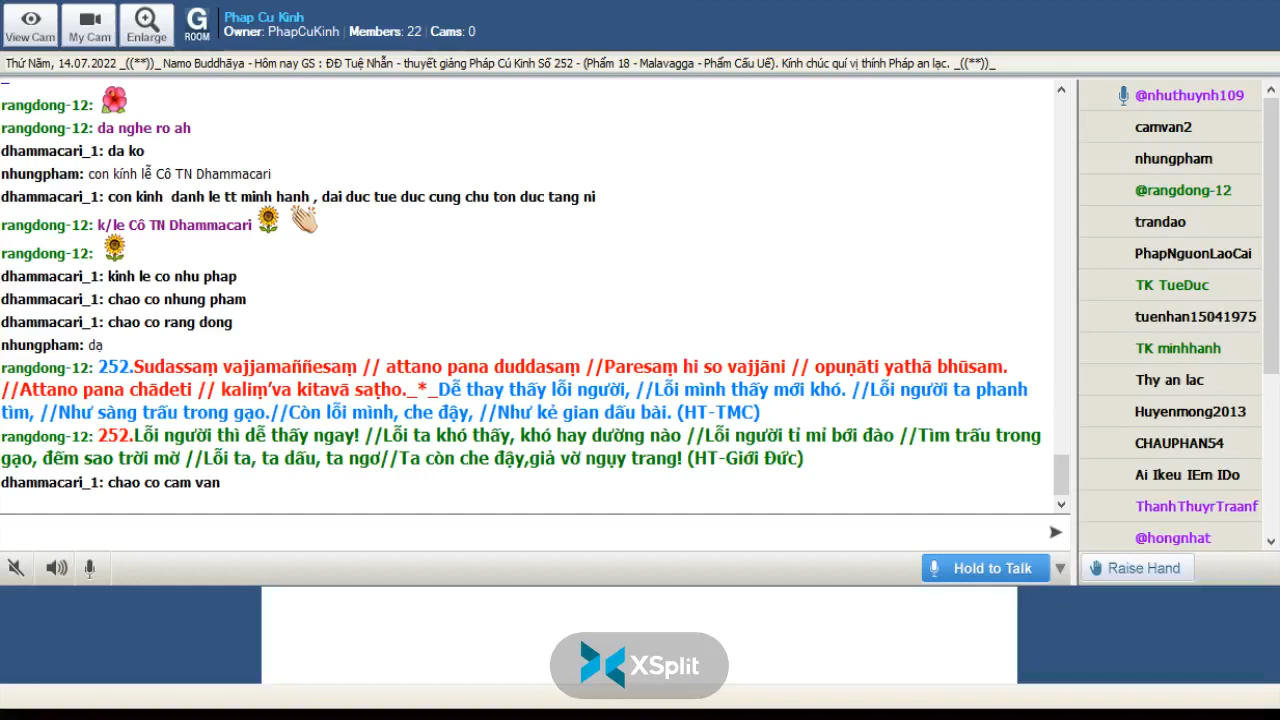 Phap Cu Kinh
Owner: PhapCuKinh | Members: 22 | Cams: 0
View Cam
My Cam
Enlarge
G
ROOM
Thứ Năm, 14.07.2022 _((**))_ Namo Buddhāya - Hôm nay GS : ĐĐ Tuệ Nhẫn - thuyết giảng Pháp Cú Kinh Số 252 - (Phẩm 18 - Malavagga - Phẩm Cấu Uế). Kính chúc quí vị thính Pháp an lạc. _((**))_
rangdong-12:
rangdong-12: da nghe ro ah
dhammacari_1: da ko
nhungpham: con kính lễ Cô TN Dhammacari
dhammacari_1: con kinh danh le tt minh hanh , dai duc tue duc cung chu ton duc tang ni
rangdong-12: k/le Cô TN Dhammacari
rangdong-12:
dhammacari_1: kinh le co nhu phap
dhammacari_1: chao co nhung pham
dhammacari_1: chao co rang dong
nhungpham: dạ
rangdong-12: 252.Sudassaṃ vajjamaññesaṃ // attano pana duddasaṃ //Paresaṃ hi so vajjāni // opuṇāti yathā bhūsam.
//Attano pana chādeti // kaliṃ’va kitavā saṭho._*_Dễ thay thấy lỗi người, //Lỗi mình thấy mới khó. //Lỗi người ta phanh
tìm, //Như sàng trấu trong gạo.//Còn lỗi mình, che đậy, //Như kẻ gian dấu bài. (HT-TMC)
rangdong-12: 252.Lỗi người thì dễ thấy ngay! //Lỗi ta khó thấy, khó hay dường nào //Lỗi người tỉ mỉ bới đào //Tìm trấu trong
gạo, đếm sao trời mờ //Lỗi ta, ta dấu, ta ngơ//Ta còn che đậy,giả vờ ngụy trang! (HT-Giới Đức)
dhammacari_1: chao co cam van
@nhuthuynh109
camvan2
nhungpham
@rangdong-12
trandao
PhapNguonLaoCai
TK TueDuc
tuenhan15041975
TK minhhanh
Thy an lac
Huyenmong2013
CHAUPHAN54
Ai Ikeu IEm IDo
ThanhThuyrTraanf
@hongnhat
Hold to Talk
Raise Hand
XSplit